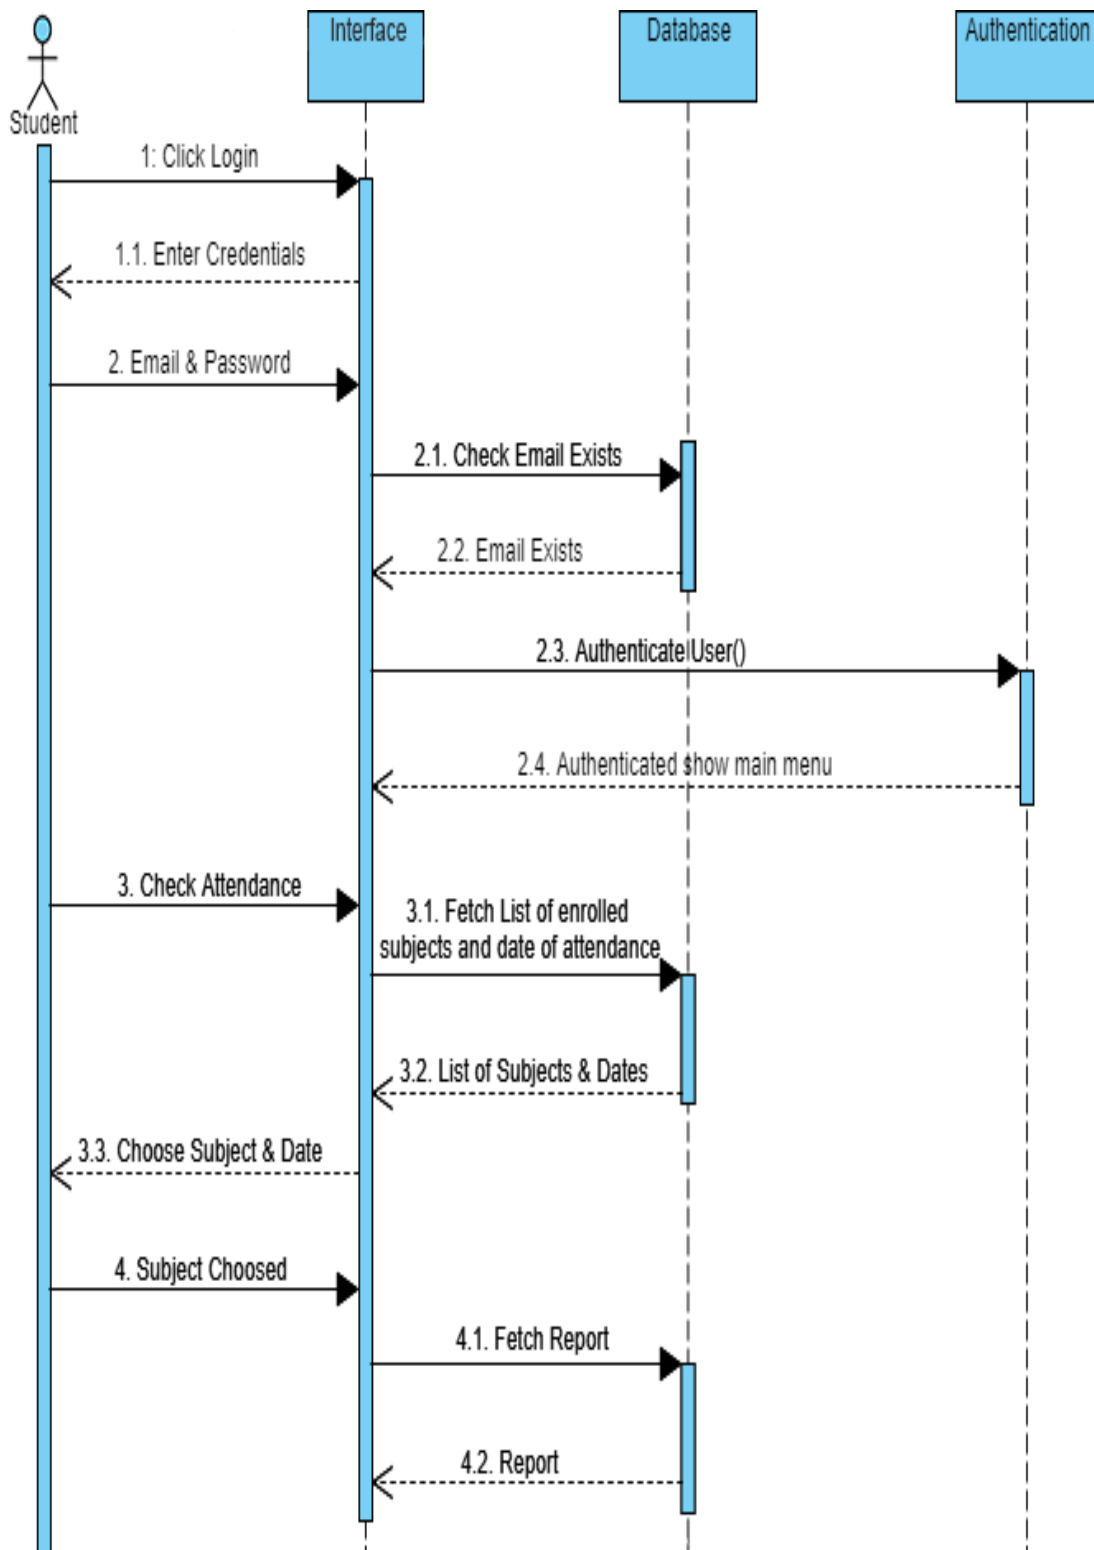 Interface
Database
Authentication
Student
1: Click Login
1.1. Enter Credentials
2. Email & Password
2.1. Check Email Exists
2.2. Email Exists
2.3. Authenticate User()
2.4. Authenticated show main menu
3. Check Attendance
3.1. Fetch List of enrolled
subjects and date of attendance
3.2. List of Subjects & Dates
3.3. Choose Subject & Date
4. Subject Choosed
4.1. Fetch Report
4.2. Report